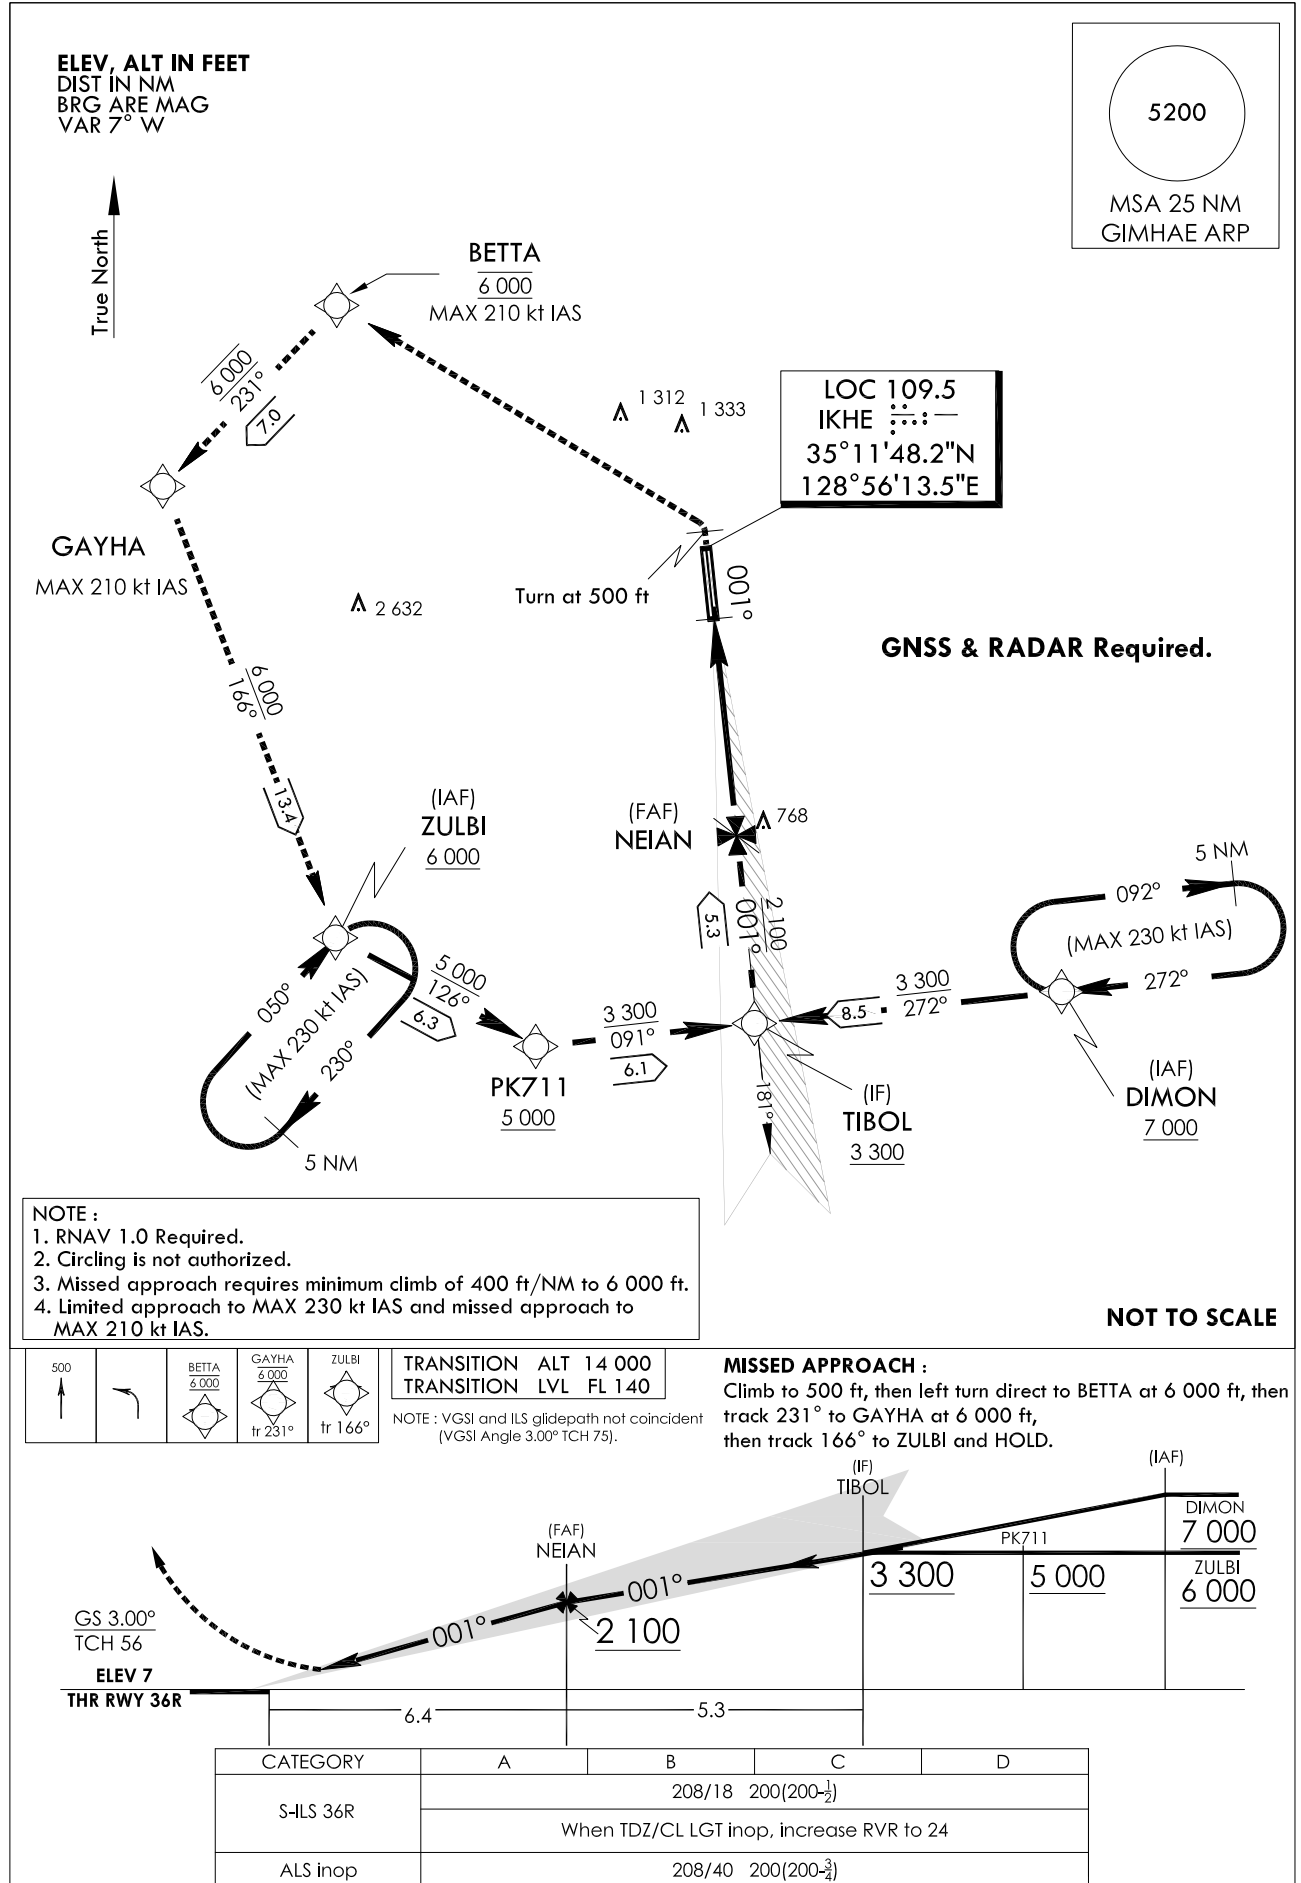 ELEV, ALT IN FEET
DIST IN NM
BRG ARE MAG
VAR 7° W
5200
MSA 25 NM
GIMHAE ARP
True North
BETTA
6 000
MAX 210 kt IAS
6 000
231°
7.0
1 312
1 333
LOC 109.5
IKHE
35°11'48.2"N
128°56'13.5"E
GAYHA
MAX 210 kt IAS
Turn at 500 ft
001°
2 632
GNSS & RADAR Required.
6 000
166°
13.4
(IAF)
ZULBI
6 000
(FAF)
NEIAN
768
5 NM
092°
(MAX 230 kt IAS)
272°
5.3
001°
2 100
050°
(MAX 230 kt IAS)
230°
5 NM
5 000
126°
6.3
3 300
091°
6.1
3 300
272°
8.5
PK711
5 000
181°
(IF)
TIBOL
3 300
(IAF)
DIMON
7 000
NOTE :
1. RNAV 1.0 Required.
2. Circling is not authorized.
3. Missed approach requires minimum climb of 400 ft/NM to 6 000 ft.
4. Limited approach to MAX 230 kt IAS and missed approach to
MAX 210 kt IAS.
NOT TO SCALE
500
BETTA
6 000
GAYHA
6 000
tr 231°
ZULBI
tr 166°
TRANSITION ALT 14 000
TRANSITION LVL FL 140
NOTE : VGSI and ILS glidepath not coincident
(VGSI Angle 3.00° TCH 75).
MISSED APPROACH :
Climb to 500 ft, then left turn direct to BETTA at 6 000 ft, then
track 231° to GAYHA at 6 000 ft,
then track 166° to ZULBI and HOLD.
(IF)
TIBOL
(IAF)
(FAF)
NEIAN
DIMON
7 000
PK711
3 300
5 000
ZULBI
6 000
001°
2 100
001°
GS 3.00°
TCH 56
ELEV 7
THR RWY 36R
6.4
5.3
CATEGORY A B C D
S-ILS 36R
208/18 200(200-½)
When TDZ/CL LGT inop, increase RVR to 24
ALS inop 208/40 200(200-¾)